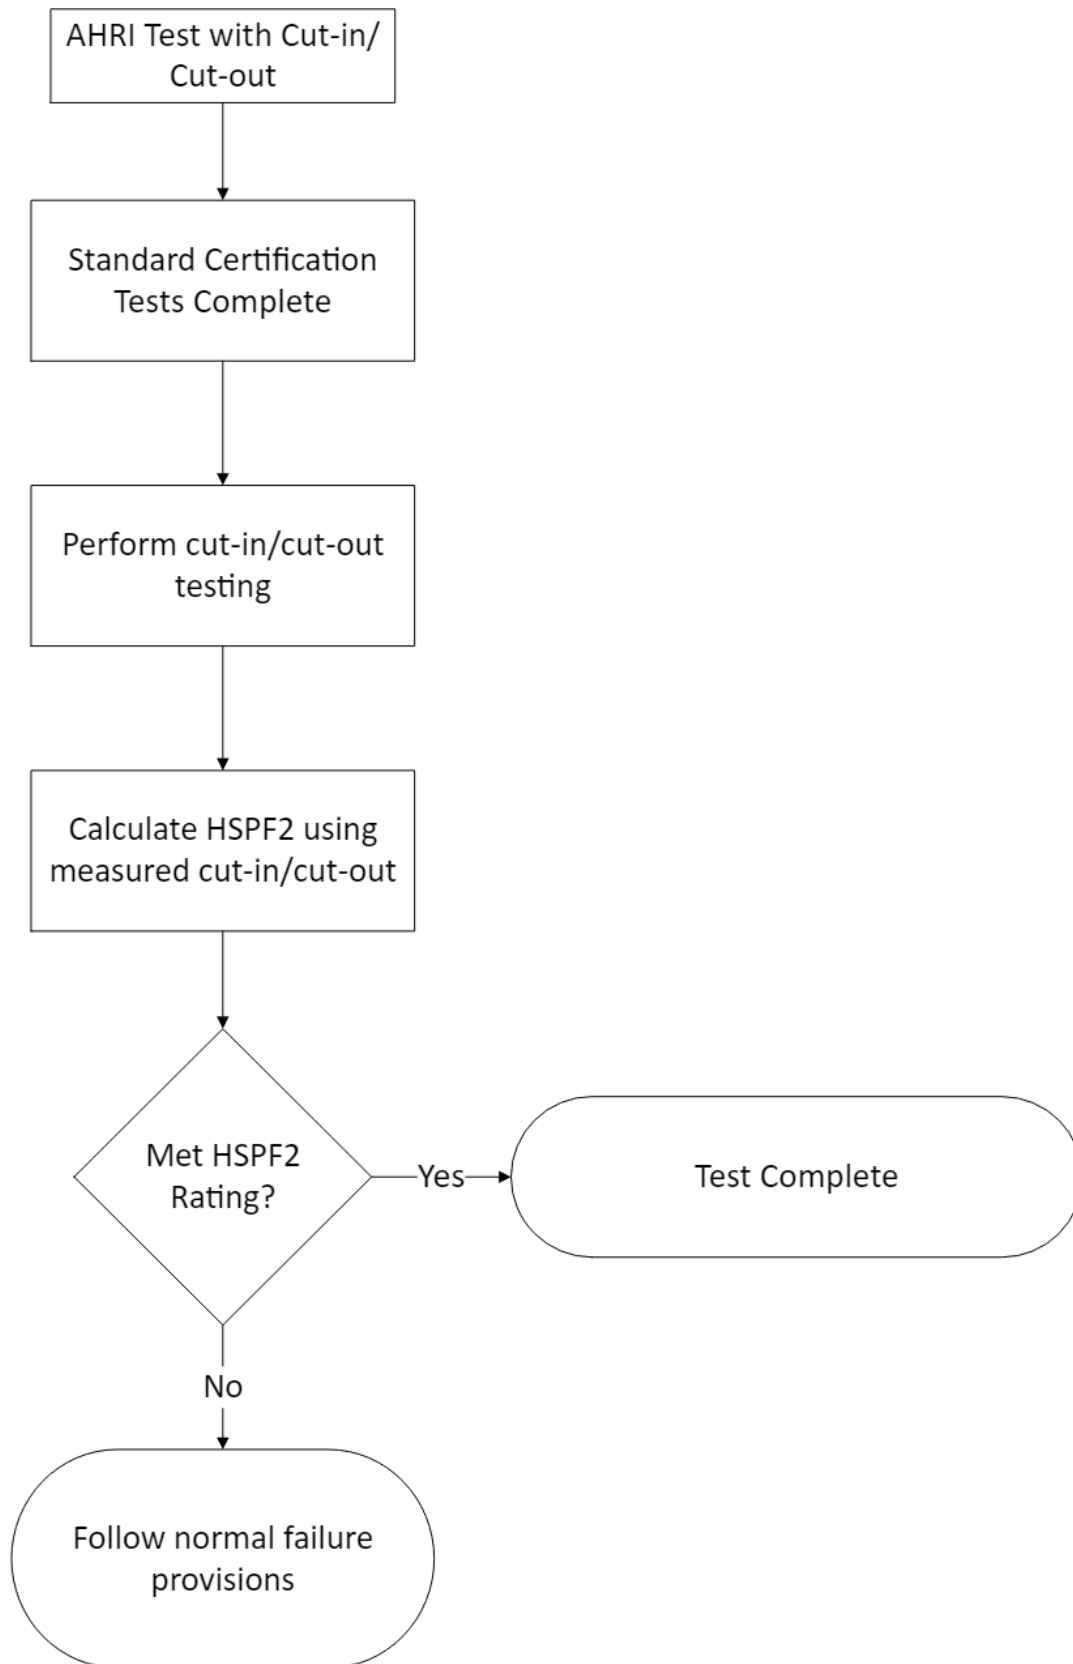 AHRI Test with Cut-in/
Cut-out
Standard Certification
Tests Complete
Perform cut-in/cut-out
testing
Calculate HSPF2 using
measured cut-in/cut-out
Met HSPF2
Rating?
Yes
Test Complete
No
Follow normal failure
provisions